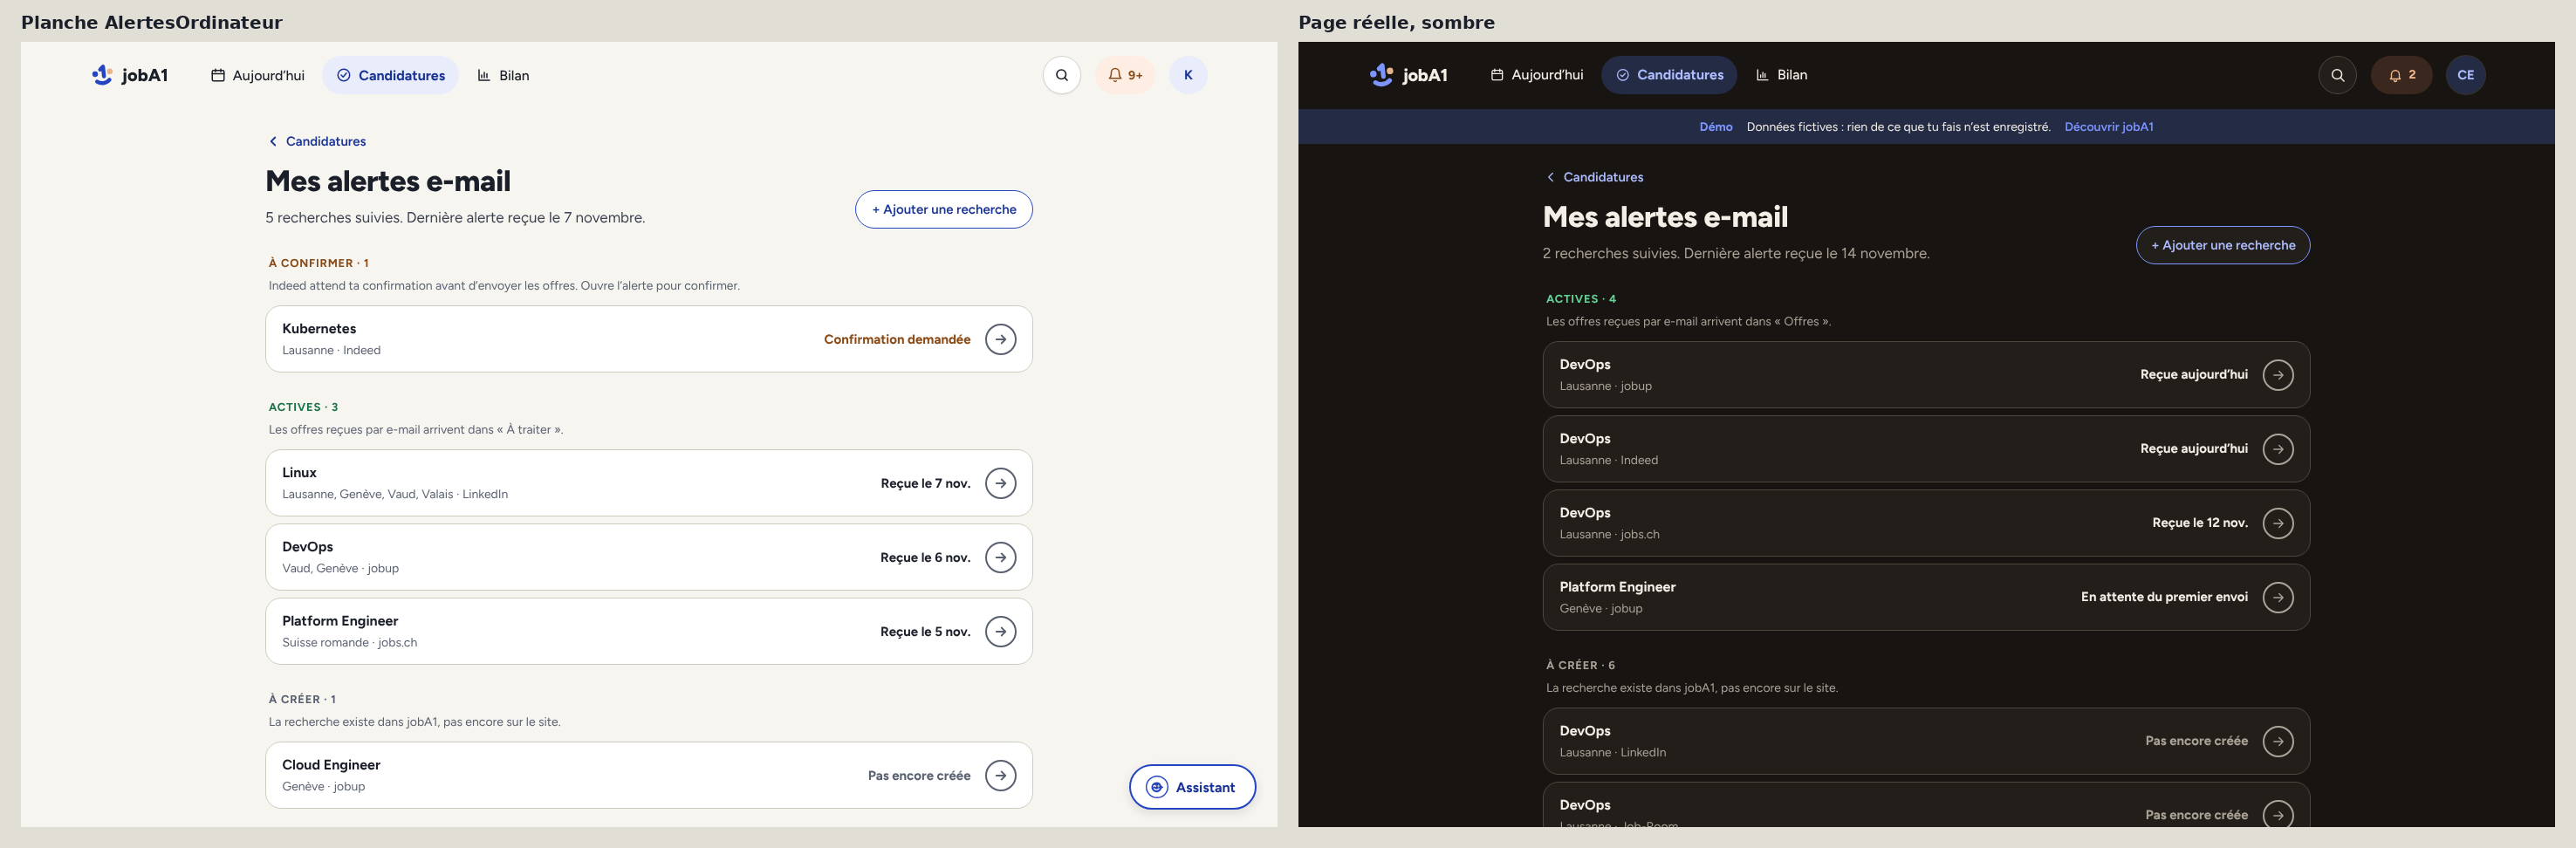 Planche AlertesOrdinateur
jobA1
Aujourd’hui
Candidatures
Bilan
9+
K
Candidatures
Mes alertes e-mail
5 recherches suivies. Dernière alerte reçue le 7 novembre.
+ Ajouter une recherche
À CONFIRMER · 1
Indeed attend ta confirmation avant d’envoyer les offres. Ouvre l’alerte pour confirmer.
Kubernetes
Lausanne · Indeed
Confirmation demandée
ACTIVES · 3
Les offres reçues par e-mail arrivent dans « À traiter ».
Linux
Lausanne, Genève, Vaud, Valais · LinkedIn
Reçue le 7 nov.
DevOps
Vaud, Genève · jobup
Reçue le 6 nov.
Platform Engineer
Suisse romande · jobs.ch
Reçue le 5 nov.
À CRÉER · 1
La recherche existe dans jobA1, pas encore sur le site.
Cloud Engineer
Genève · jobup
Pas encore créée
Assistant
Page réelle, sombre
jobA1
Aujourd’hui
Candidatures
Bilan
2
CE
Démo Données fictives : rien de ce que tu fais n’est enregistré. Découvrir jobA1
Candidatures
Mes alertes e-mail
2 recherches suivies. Dernière alerte reçue le 14 novembre.
+ Ajouter une recherche
ACTIVES · 4
Les offres reçues par e-mail arrivent dans « Offres ».
DevOps
Lausanne · jobup
Reçue aujourd’hui
DevOps
Lausanne · Indeed
Reçue aujourd’hui
DevOps
Lausanne · jobs.ch
Reçue le 12 nov.
Platform Engineer
Genève · jobup
En attente du premier envoi
À CRÉER · 6
La recherche existe dans jobA1, pas encore sur le site.
DevOps
Lausanne · LinkedIn
Pas encore créée
DevOps
Lausanne · Job-Room
Pas encore créée